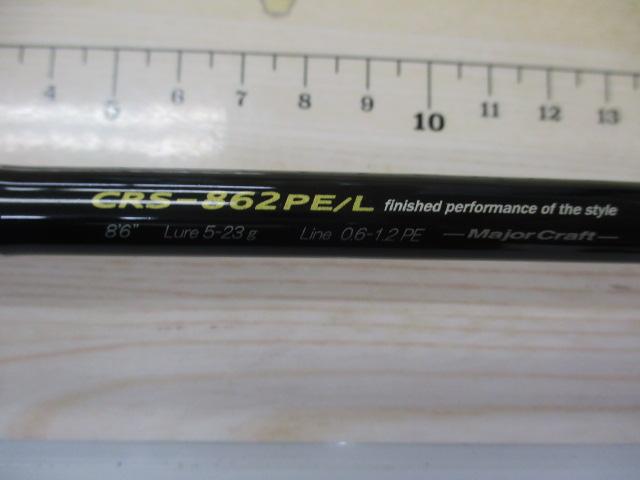 4 5 6 7 8 9 10 11 12 13
CRS-862PE/L finished performance of the style
8'6" Lure 5-23g Line 0.6-1.2 PE —MajorCraft—